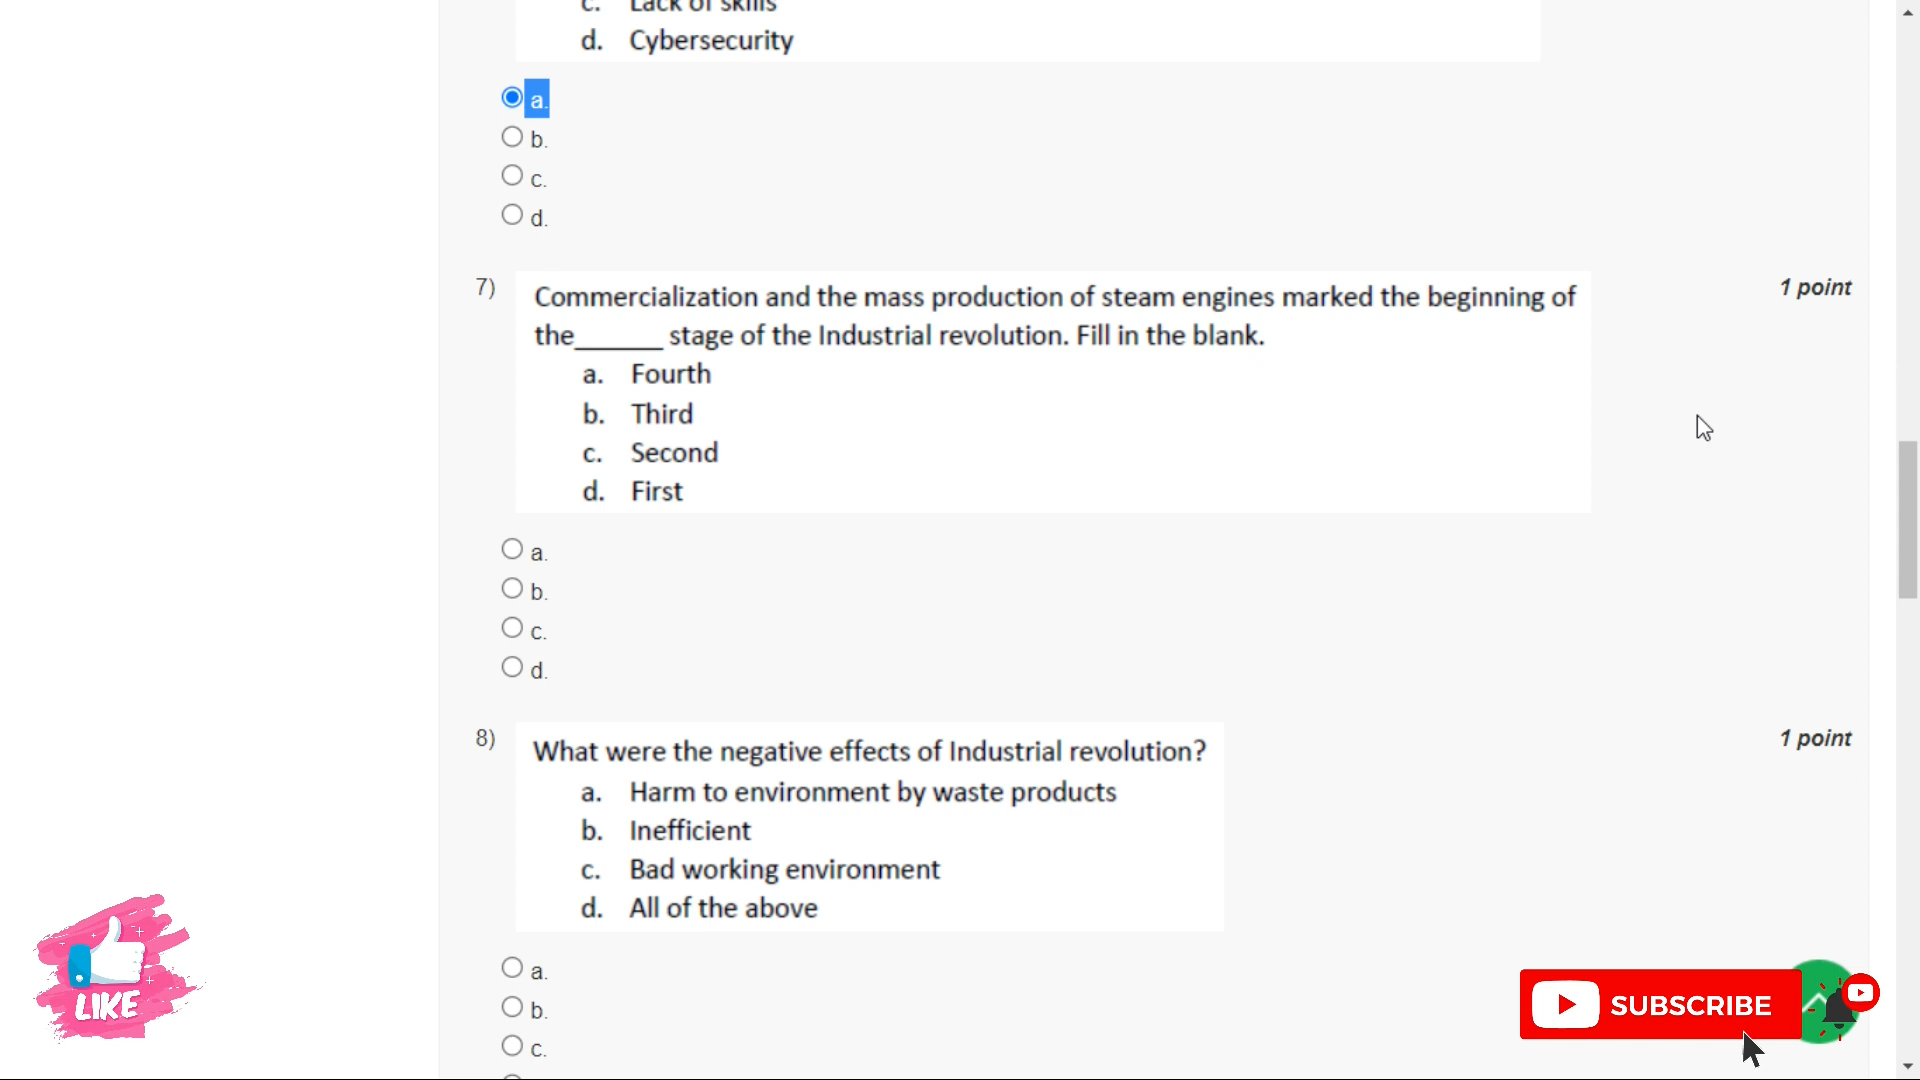 c. Lack of skills
d. Cybersecurity
a.
b.
c.
d.
7) Commercialization and the mass production of steam engines marked the beginning of 1 point
the______ stage of the Industrial revolution. Fill in the blank.
a. Fourth
b. Third
c. Second
d. First
a.
b.
c.
d.
8) What were the negative effects of Industrial revolution? 1 point
a. Harm to environment by waste products
b. Inefficient
c. Bad working environment
d. All of the above
a.
b.
c.
LIKE
SUBSCRIBE